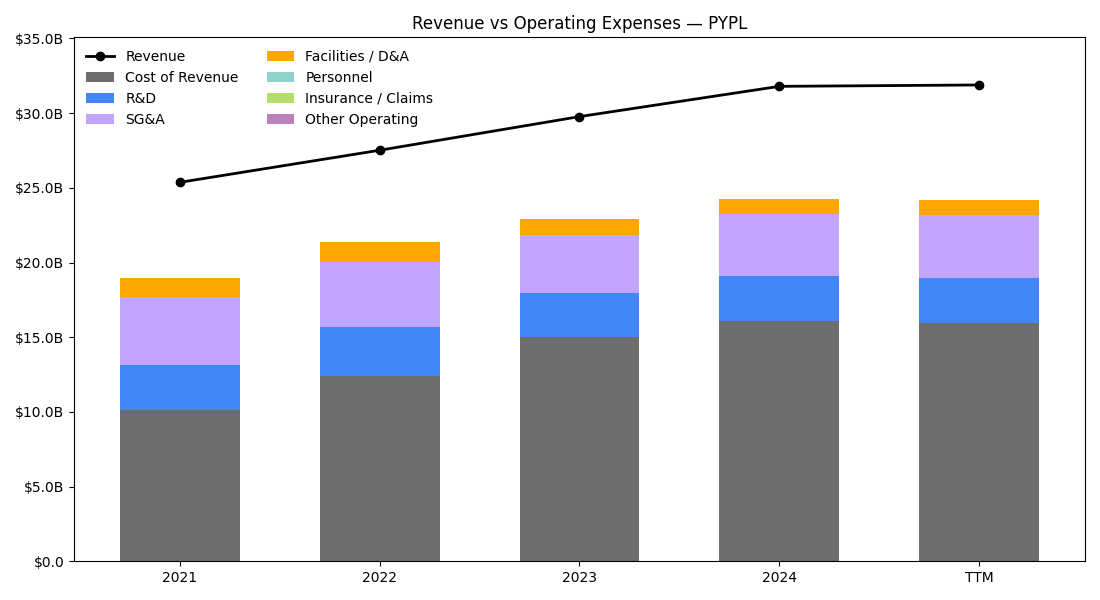 Revenue vs Operating Expenses — PYPL
$35.0B
$30.0B
$25.0B
$20.0B
$15.0B
$10.0B
$5.0B
$0.0
Revenue
Cost of Revenue
R&D
SG&A
Facilities / D&A
Personnel
Insurance / Claims
Other Operating
2021
2022
2023
2024
TTM